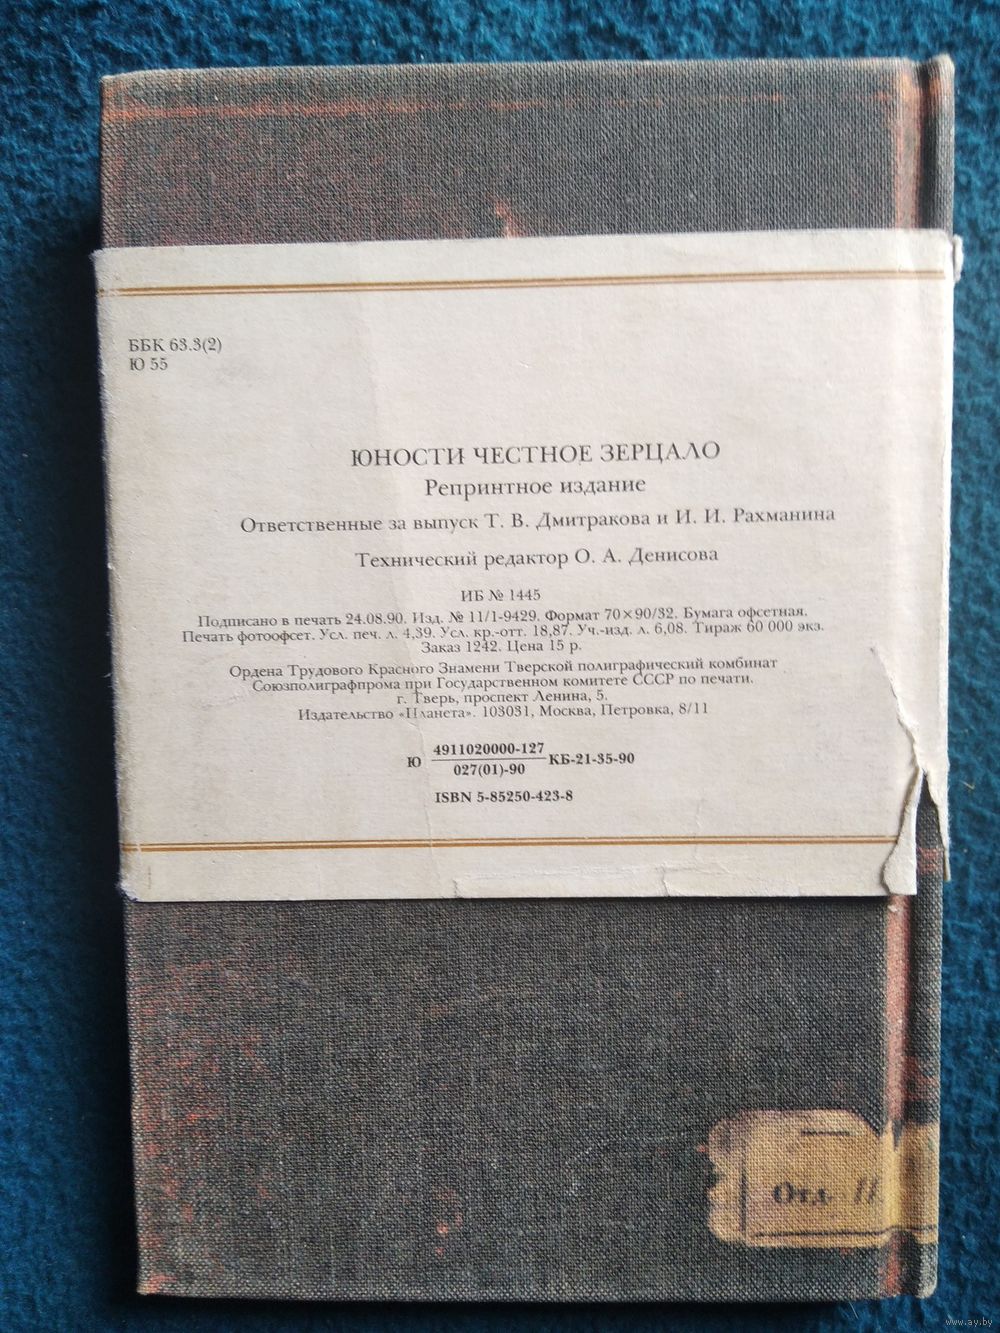 ББК 63.3(2)
Ю 55
ЮНОСТИ ЧЕСТНОЕ ЗЕРЦАЛО
Репринтное издание
Ответственные за выпуск Т. В. Дмитракова и И. И. Рахманина
Технический редактор О. А. Денисова
ИБ № 1445
Подписано в печать 24.08.90. Изд. № 11/1-9429. Формат 70×90/32. Бумага офсетная.
Печать фотоофсет. Усл. печ. л. 4,39. Усл. кр.-отт. 18,87. Уч.-изд. л. 6,08. Тираж 60 000 экз.
Заказ 1242. Цена 15 р.
Ордена Трудового Красного Знамени Тверской полиграфический комбинат
Союзполиграфпрома при Государственном комитете СССР по печати.
г. Тверь, проспект Ленина, 5.
Издательство «Планета». 103031, Москва, Петровка, 8/11
Ю 4911020000-127 КБ-21-35-90
027(01)-90
ISBN 5-85250-423-8
Отд. II
www.ay.by